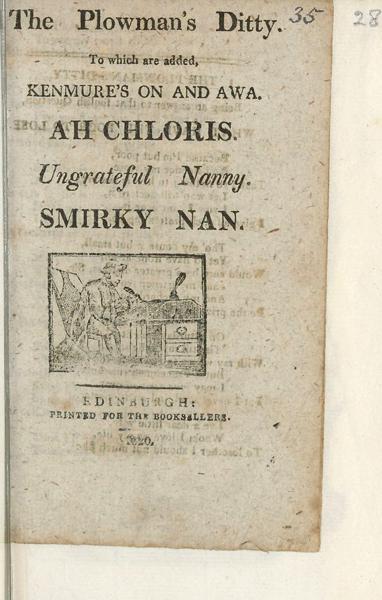 The Plowman's Ditty.
35
28
To which are added,
KENMURE'S ON AND AWA.
AH CHLORIS.
Ungrateful Nanny.
SMIRKY NAN.
EDINBURGH:
PRINTED FOR THE BOOKSELLERS.
1820.